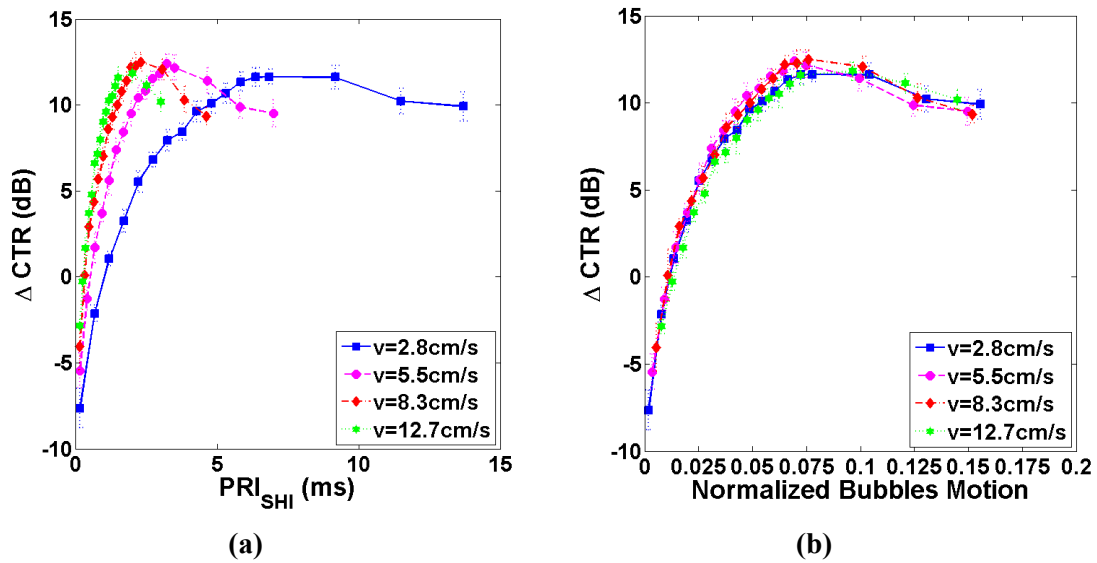 15
10
5
0
-5
-10
Δ CTR (dB)
0 5 10 15
PRI_SHI (ms)
v=2.8cm/s
v=5.5cm/s
v=8.3cm/s
v=12.7cm/s
(a)
15
10
5
0
-5
-10
Δ CTR (dB)
0 0.025 0.05 0.075 0.1 0.125 0.15 0.175 0.2
Normalized Bubbles Motion
v=2.8cm/s
v=5.5cm/s
v=8.3cm/s
v=12.7cm/s
(b)